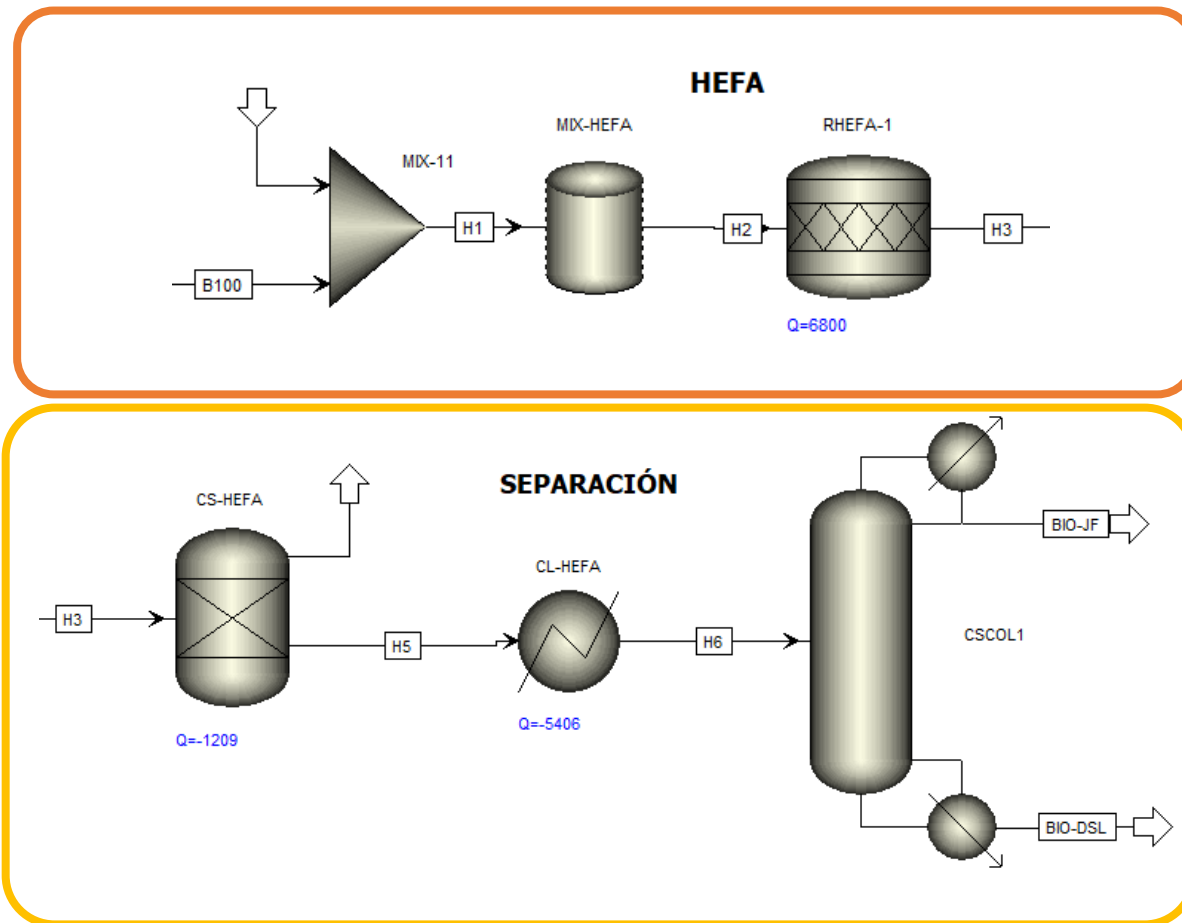 HEFA
MIX-HEFA
RHEFA-1
MIX-11
H1
H2
H3
B100
Q=6800
SEPARACIÓN
CS-HEFA
BIO-JF
CL-HEFA
H3
H5
H6
CSCOL1
Q=-1209
Q=-5406
BIO-DSL